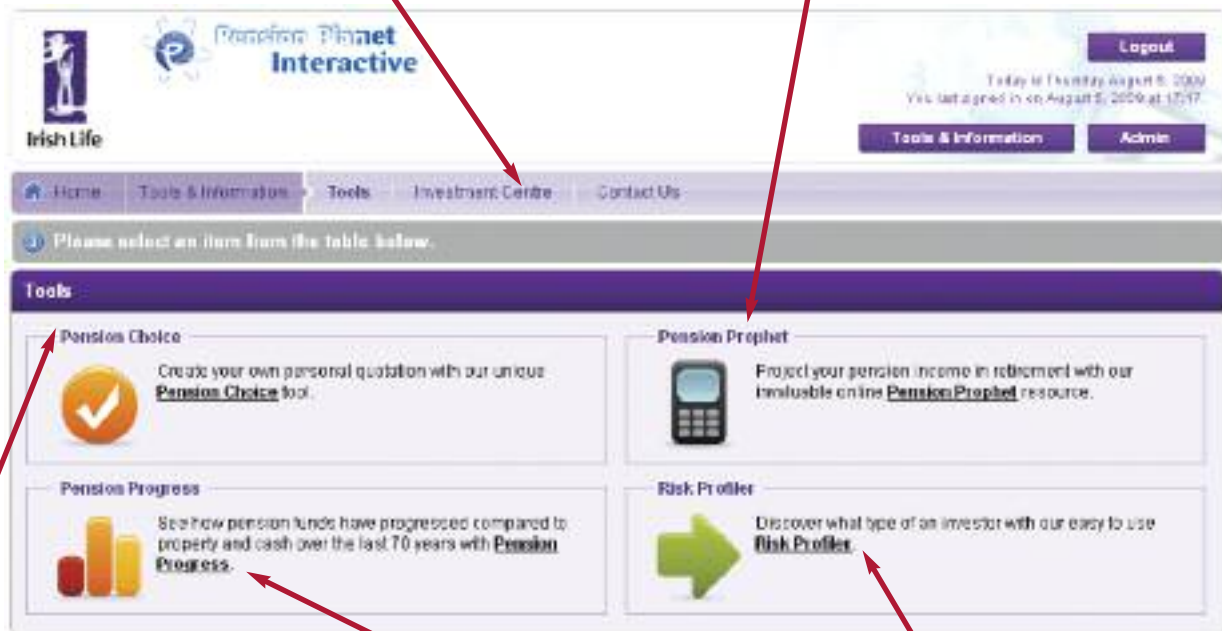 Pension Planet
Interactive
Irish Life
Logout
Today is Thursday August 6, 2009
You last signed in on August 5, 2009 at 17:47
Tools & Information
Admin
Home
Tools & Information
Tools
Investment Centre
Contact Us
Please select an item from the table below.
Tools
Pension Choice
Create your own personal quotation with our unique
Pension Choice tool.
Pension Prophet
Project your pension income in retirement with our
invaluable online Pension Prophet resource.
Pension Progress
See how pension funds have progressed compared to
property and cash over the last 70 years with Pension
Progress.
Risk Profiler
Discover what type of an investor with our easy to use
Risk Profiler.